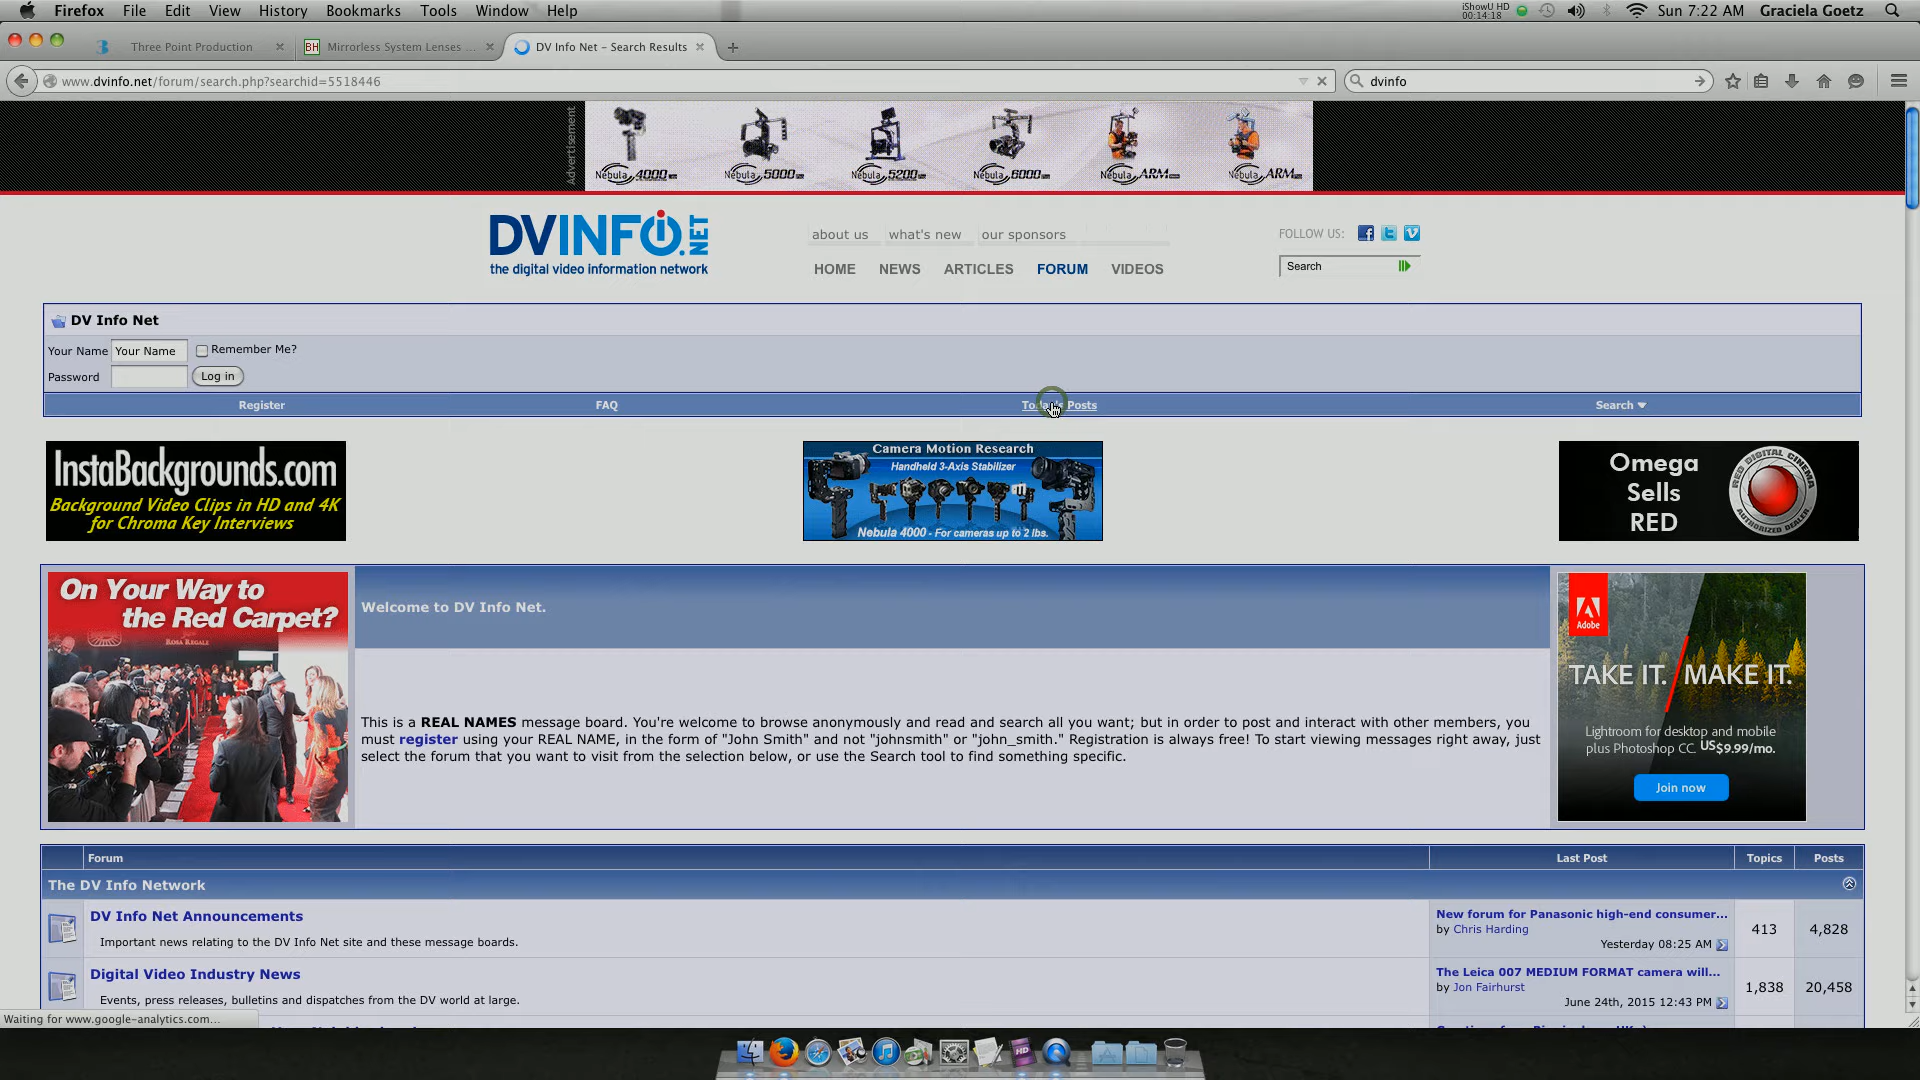 Firefox File Edit View History Bookmarks Tools Window Help
iShowU HD
00:14:18
Sun 7:22 AM Graciela Goetz
Three Point Production
BH Mirrorless System Lenses ...
DV Info Net – Search Results
www.dvinfo.net/forum/search.php?searchid=5518446
dvinfo
Advertisement
Nebula 4000
Nebula 5000
Nebula 5200
Nebula 6000
Nebula ARM
Nebula ARM
DVINFO.NET
the digital video information network
about us what's new our sponsors
HOME NEWS ARTICLES FORUM VIDEOS
FOLLOW US:
Search
DV Info Net
Your Name Your Name Remember Me?
Password Log in
Register FAQ Today's Posts Search
InstaBackgrounds.com
Background Video Clips in HD and 4K
for Chroma Key Interviews
Camera Motion Research
Handheld 3-Axis Stabilizer
Nebula 4000 - For cameras up to 2 lbs.
Omega
Sells
RED
RED DIGITAL CINEMA
AUTHORIZED DEALER
On Your Way to
the Red Carpet?
ROSA REGALE
Welcome to DV Info Net.
This is a REAL NAMES message board. You're welcome to browse anonymously and read and search all you want; but in order to post and interact with other members, you
must register using your REAL NAME, in the form of "John Smith" and not "johnsmith" or "john_smith." Registration is always free! To start viewing messages right away, just
select the forum that you want to visit from the selection below, or use the Search tool to find something specific.
Adobe
TAKE IT. / MAKE IT.
Lightroom for desktop and mobile
plus Photoshop CC. US$9.99/mo.
Join now
Forum Last Post Topics Posts
The DV Info Network
DV Info Net Announcements
Important news relating to the DV Info Net site and these message boards.
New forum for Panasonic high-end consumer...
by Chris Harding
Yesterday 08:25 AM
413 4,828
Digital Video Industry News
Events, press releases, bulletins and dispatches from the DV world at large.
The Leica 007 MEDIUM FORMAT camera will...
by Jon Fairhurst
June 24th, 2015 12:43 PM
1,838 20,458
Waiting for www.google-analytics.com...
HD